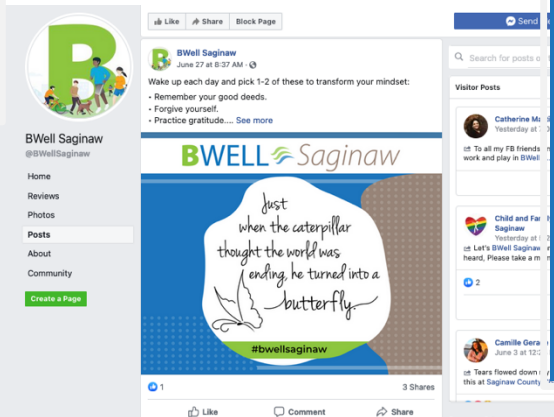 Like
Share
Block Page
Send
BWell Saginaw
@BWellSaginaw
Home
Reviews
Photos
Posts
About
Community
Create a Page
BWell Saginaw
June 27 at 8:37 AM ·
Wake up each day and pick 1-2 of these to transform your mindset:
• Remember your good deeds.
• Forgive yourself.
• Practice gratitude.... See more
BWELL Saginaw
Just
when the caterpillar
thought the world was
ending, he turned into a
butterfly.
#bwellsaginaw
1
3 Shares
Like
Comment
Share
Search for posts
Visitor Posts
Catherine
Yesterday at
To all my FB friends
work and play in BWell
Child and
Saginaw
Yesterday at
Let's BWell Saginaw
heard, Please take a
2
Camille
June 3 at
Tears flowed down
this at Saginaw County